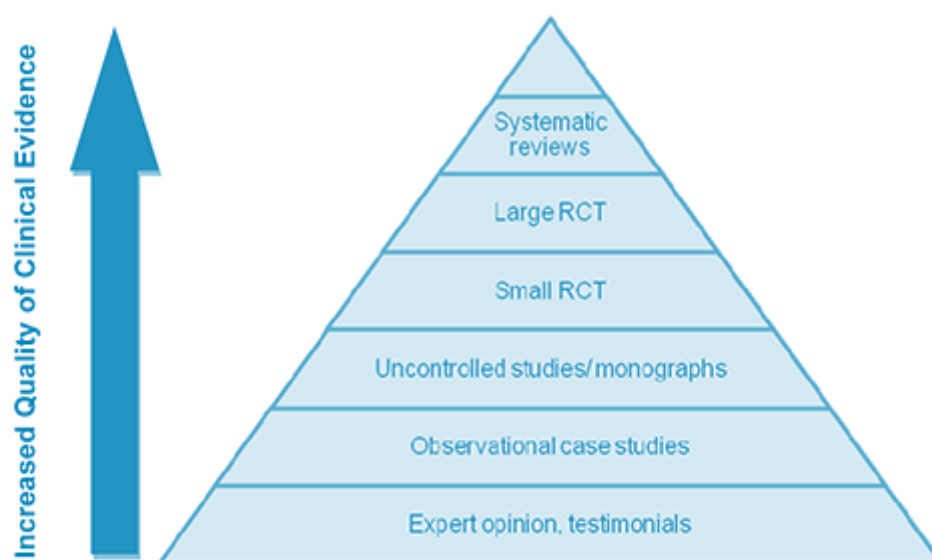 Increased Quality of Clinical Evidence
Systematic
reviews
Large RCT
Small RCT
Uncontrolled studies/monographs
Observational case studies
Expert opinion, testimonials